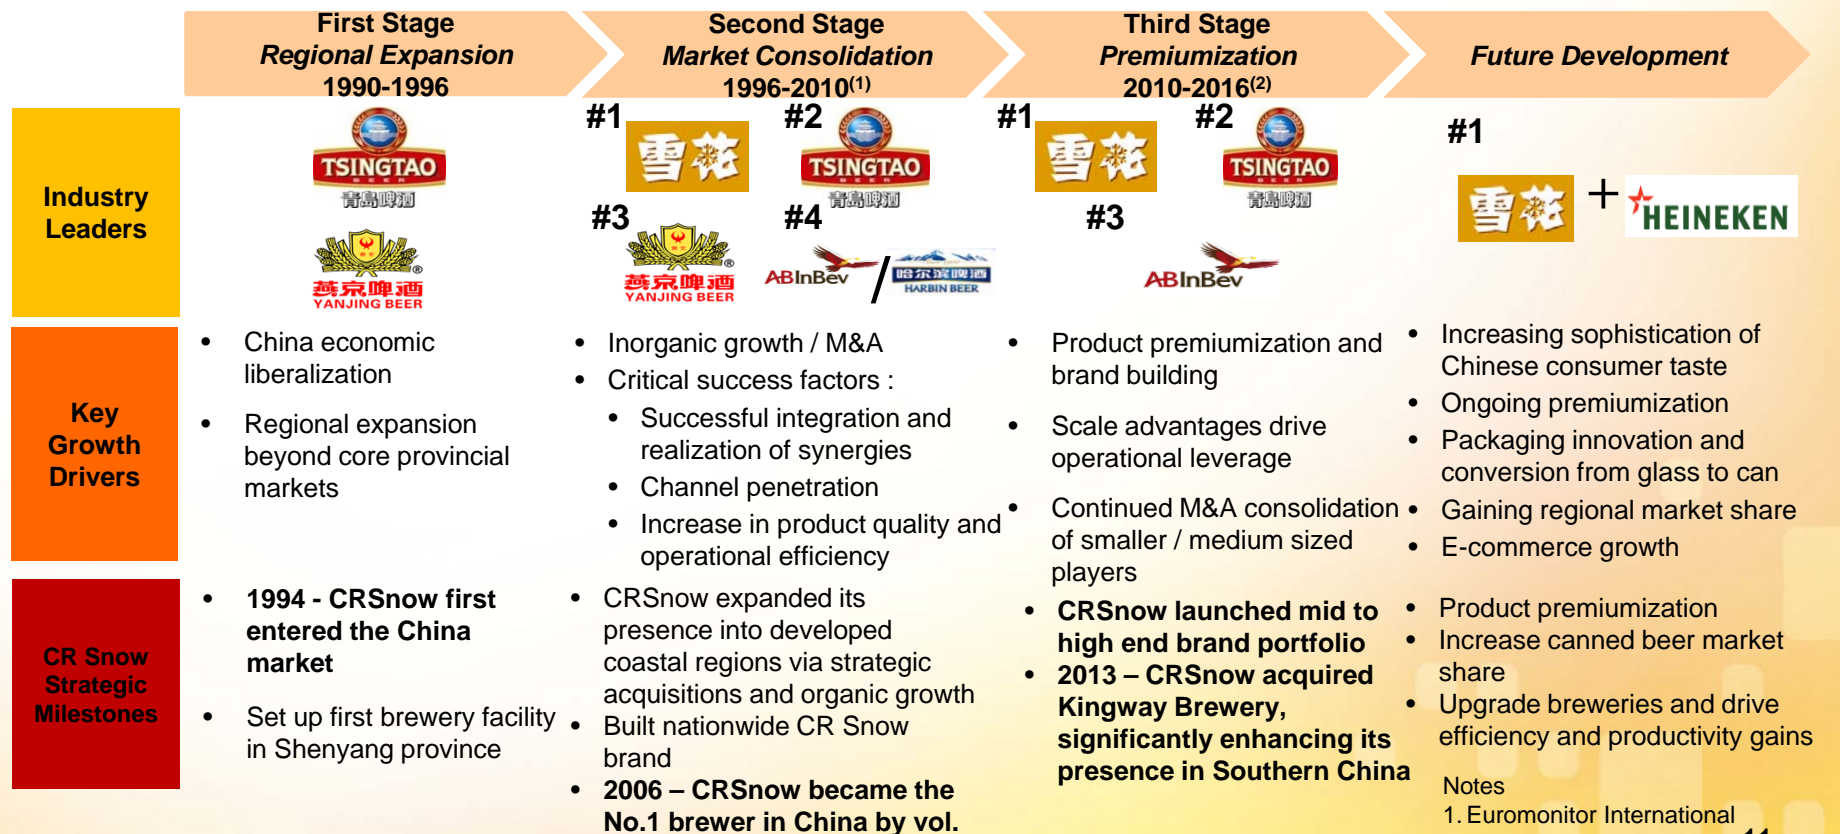 First Stage
Regional Expansion
1990-1996
Second Stage
Market Consolidation
1996-2010(1)
Third Stage
Premiumization
2010-2016(2)
Future Development
Industry
Leaders
TSINGTAO
BEER
青島啤酒
燕京啤酒
YANJING BEER
#1
雪花
#2
TSINGTAO
BEER
青島啤酒
#3
燕京啤酒
YANJING BEER
#4
ABInBev
/
哈尔滨啤酒
HARBIN BEER
#1
雪花
#2
TSINGTAO
BEER
青島啤酒
#3
ABInBev
#1
雪花
+
HEINEKEN
Key
Growth
Drivers
• China economic
liberalization
• Regional expansion
beyond core provincial
markets
• Inorganic growth / M&A
• Critical success factors :
• Successful integration and
realization of synergies
• Channel penetration
• Increase in product quality and
operational efficiency
• Product premiumization and
brand building
• Scale advantages drive
operational leverage
• Continued M&A consolidation
of smaller / medium sized
players
• Increasing sophistication of
Chinese consumer taste
• Ongoing premiumization
• Packaging innovation and
conversion from glass to can
• Gaining regional market share
• E-commerce growth
CR Snow
Strategic
Milestones
• 1994 - CRSnow first
entered the China
market
• Set up first brewery facility
in Shenyang province
• CRSnow expanded its
presence into developed
coastal regions via strategic
acquisitions and organic growth
• Built nationwide CR Snow
brand
• 2006 – CRSnow became the
No.1 brewer in China by vol.
• CRSnow launched mid to
high end brand portfolio
• 2013 – CRSnow acquired
Kingway Brewery,
significantly enhancing its
presence in Southern China
• Product premiumization
• Increase canned beer market
share
• Upgrade breweries and drive
efficiency and productivity gains
Notes
1. Euromonitor International